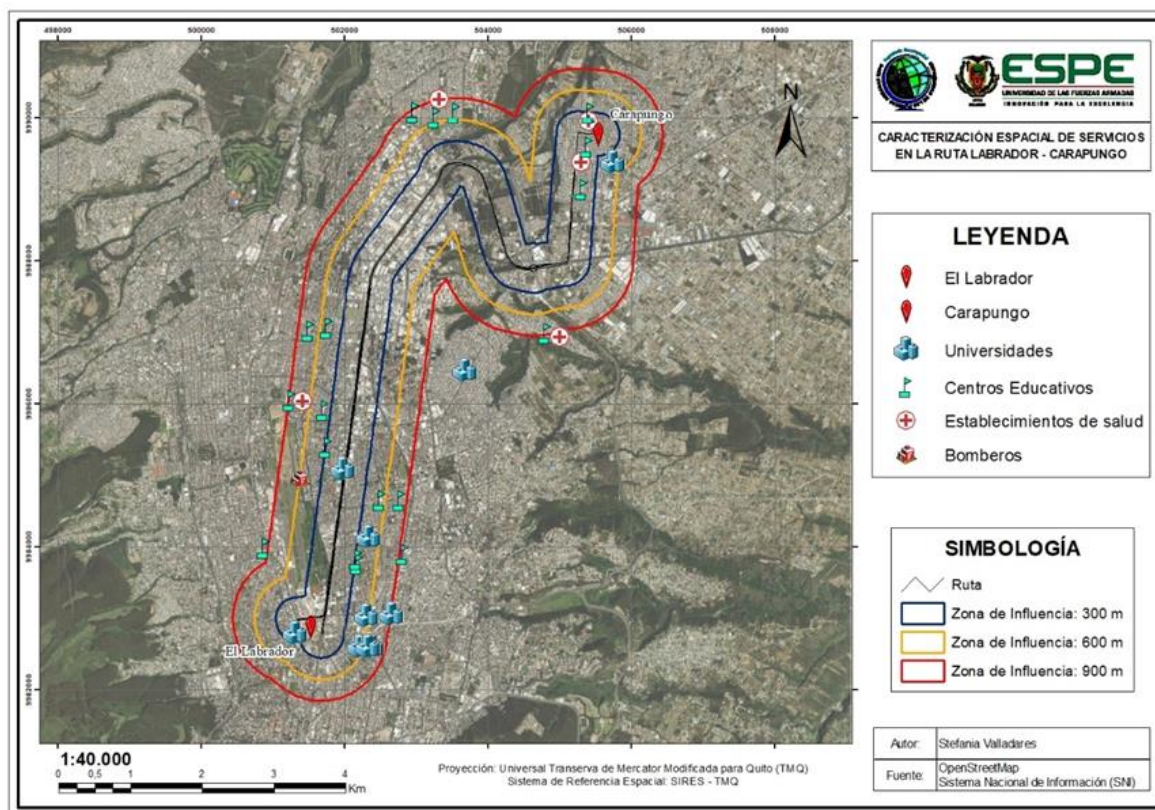 498000 500000 502000 504000 506000 508000
9990000
9988000
9986000
9984000
9982000
N
Carapungo
El Labrador
ESPE
UNIVERSIDAD DE LAS FUERZAS ARMADAS
INNOVACIÓN PARA LA EXCELENCIA
CARACTERIZACIÓN ESPACIAL DE SERVICIOS
EN LA RUTA LABRADOR - CARAPUNGO
LEYENDA
El Labrador
Carapungo
Universidades
Centros Educativos
Establecimientos de salud
Bomberos
SIMBOLOGÍA
Ruta
Zona de Influencia: 300 m
Zona de Influencia: 600 m
Zona de Influencia: 900 m
1:40.000
0 0,5 1 2 3 4
Km
Proyección: Universal Transerva de Mercator Modificada para Quito (TMQ)
Sistema de Referencia Espacial: SIRES - TMQ
Autor: Stefania Valladares
Fuente: OpenStreetMap
Sistema Nacional de Información (SNI)